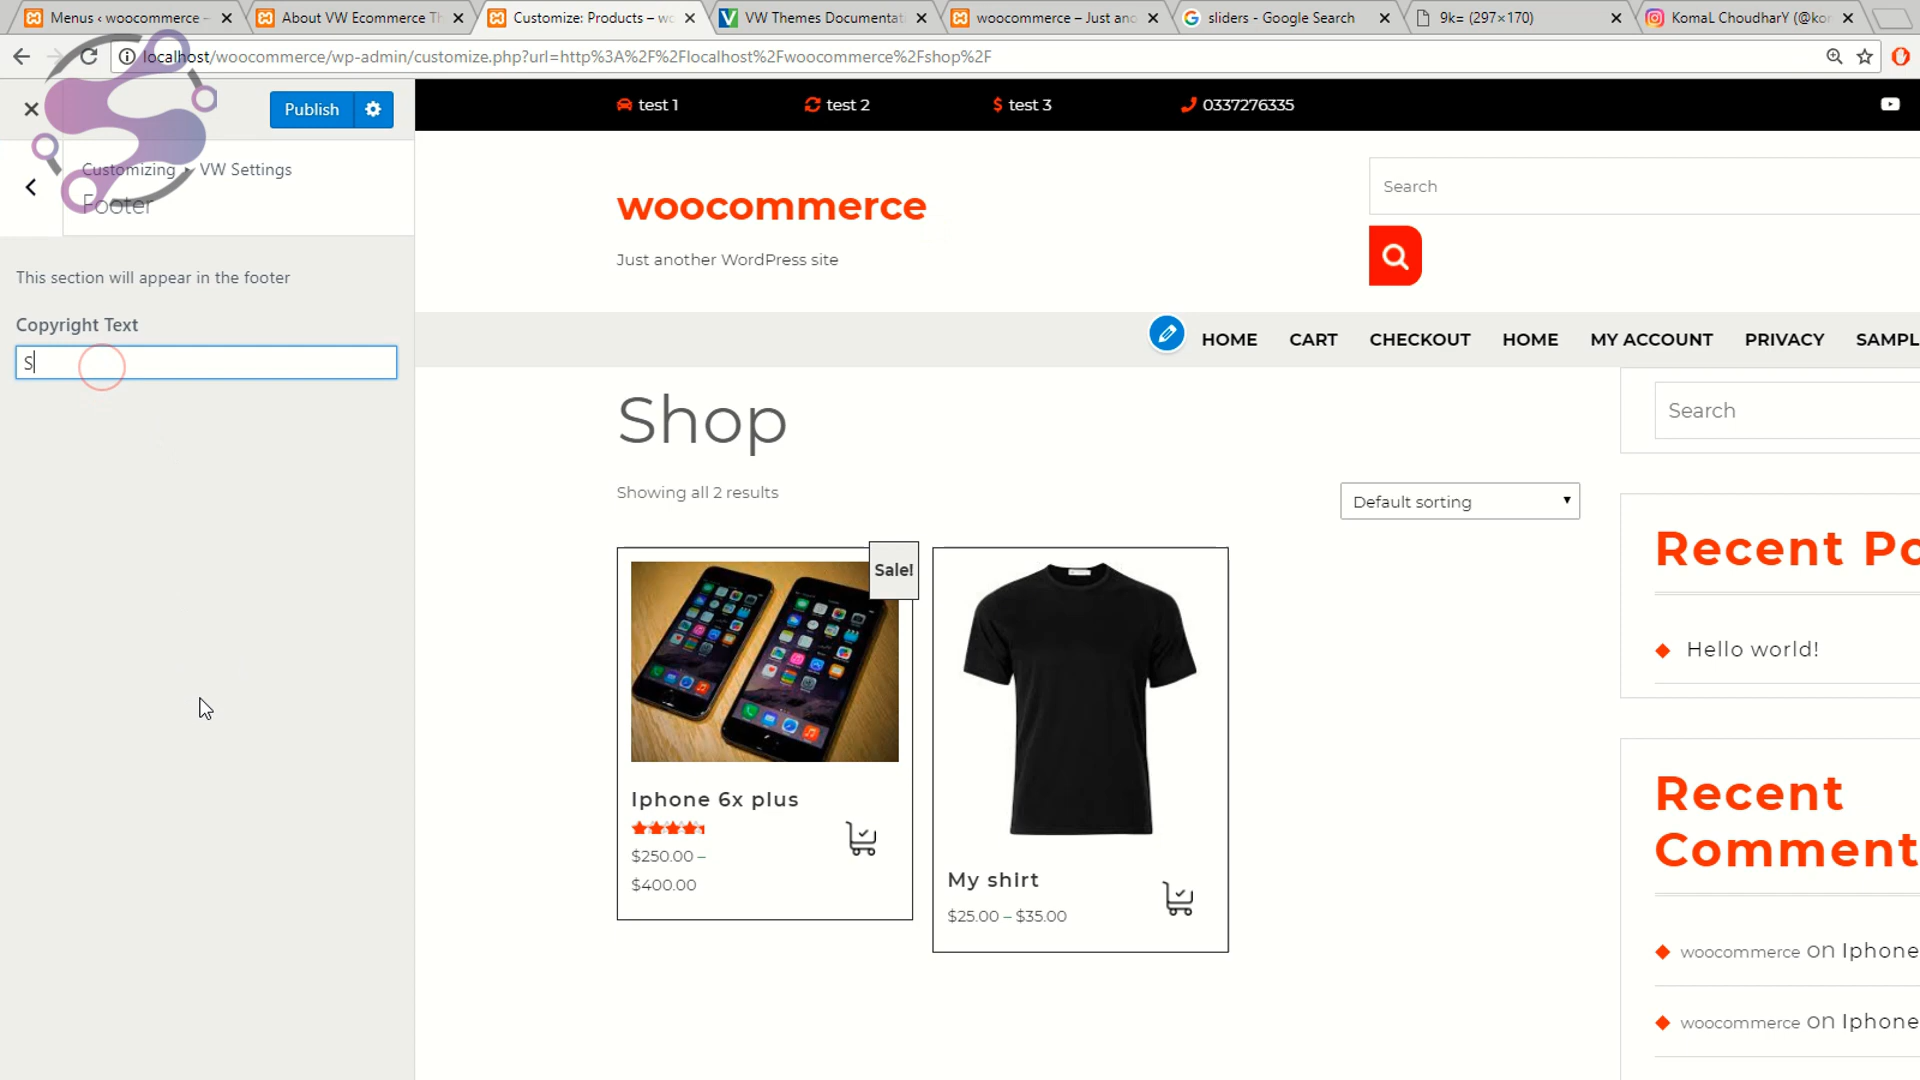 Menus ‹ woocommerce –
About VW Ecommerce Th
Customize: Products – wo
VW Themes Documentat
woocommerce – Just ano
sliders - Google Search
9k= (297×170)
KomaL ChoudharY (@kor
localhost/woocommerce/wp-admin/customize.php?url=http%3A%2F%2Flocalhost%2Fwoocommerce%2Fshop%2F
Publish
Customizing ▸ VW Settings
Footer
This section will appear in the footer
Copyright Text
S
test 1
test 2
test 3
0337276335
woocommerce
Just another WordPress site
Search
HOME
CART
CHECKOUT
HOME
MY ACCOUNT
PRIVACY
SAMPL
Shop
Showing all 2 results
Default sorting
Sale!
Iphone 6x plus
$250.00 –
$400.00
My shirt
$25.00 – $35.00
Search
Recent Po
Hello world!
Recent
Comment
woocommerce on Iphone
woocommerce on Iphone